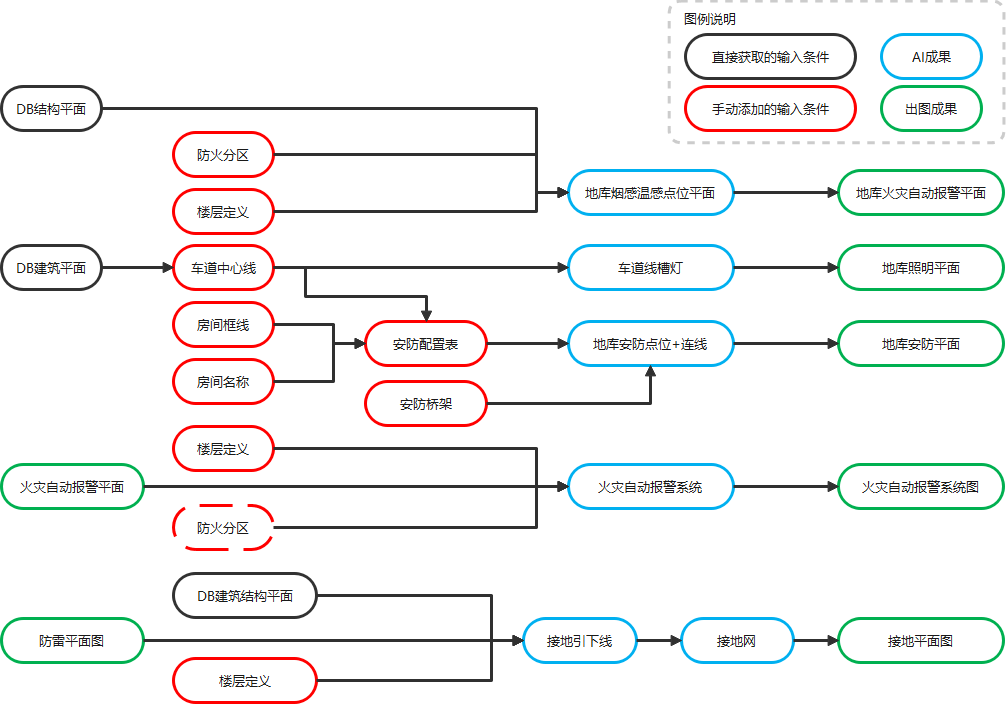 图例说明
直接获取的输入条件
AI成果
手动添加的输入条件
出图成果
DB结构平面
防火分区
楼层定义
地库烟感温感点位平面
地库火灾自动报警平面
DB建筑平面
车道中心线
车道线槽灯
地库照明平面
房间框线
安防配置表
地库安防点位+连线
地库安防平面
房间名称
安防桥架
楼层定义
火灾自动报警平面
火灾自动报警系统
火灾自动报警系统图
防火分区
DB建筑结构平面
防雷平面图
接地引下线
接地网
接地平面图
楼层定义